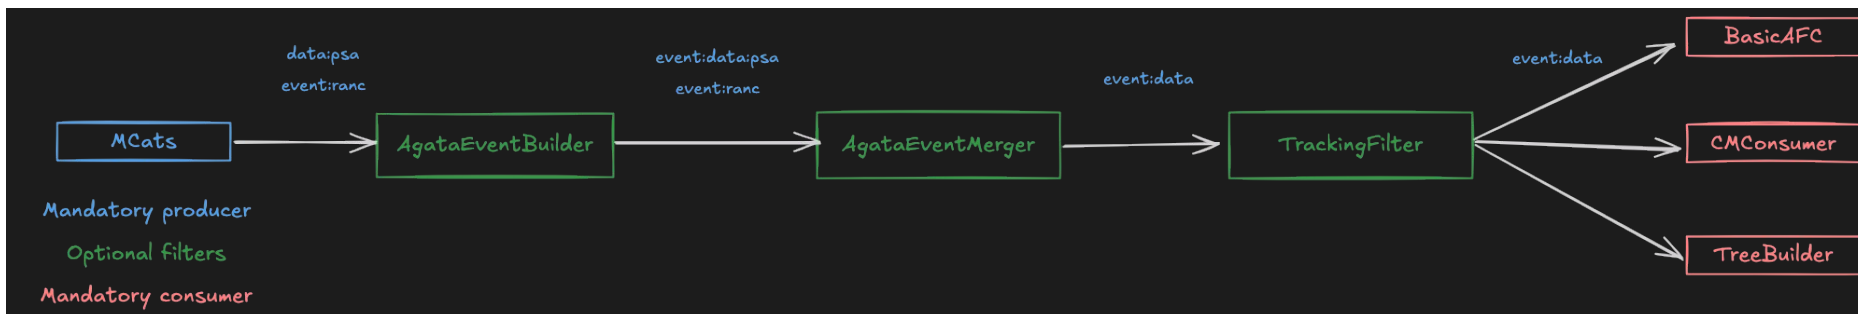 BasicAFC
data:psa
event:ranc
event:data:psa
event:ranc
event:data
event:data
MCats
AgataEventBuilder
AgataEventMerger
TrackingFilter
CMConsumer
Mandatory producer
Optional filters
TreeBuilder
Mandatory consumer